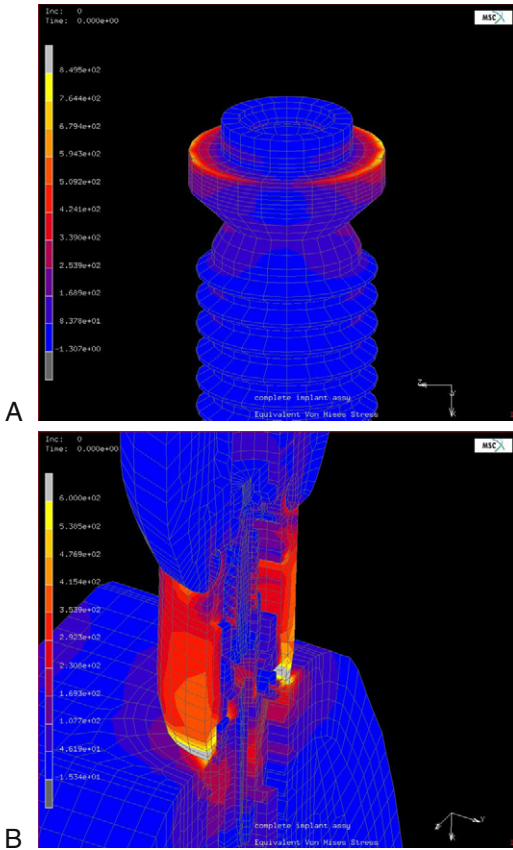 Inc: 0
Time: 0.000e+00
MSC
8.495e+02
7.644e+02
6.794e+02
5.943e+02
5.092e+02
4.241e+02
3.390e+02
2.539e+02
1.689e+02
8.378e+01
-1.307e+00
complete implant assy
Equivalent Von Mises Stress
Z
Y
X
1
A
Inc: 0
Time: 0.000e+00
MSC
6.000e+02
5.385e+02
4.769e+02
4.154e+02
3.539e+02
2.923e+02
2.308e+02
1.693e+02
1.077e+02
4.619e+01
-1.534e+01
complete implant assy
Equivalent Von Mises Stress
Z
Y
X
1
B